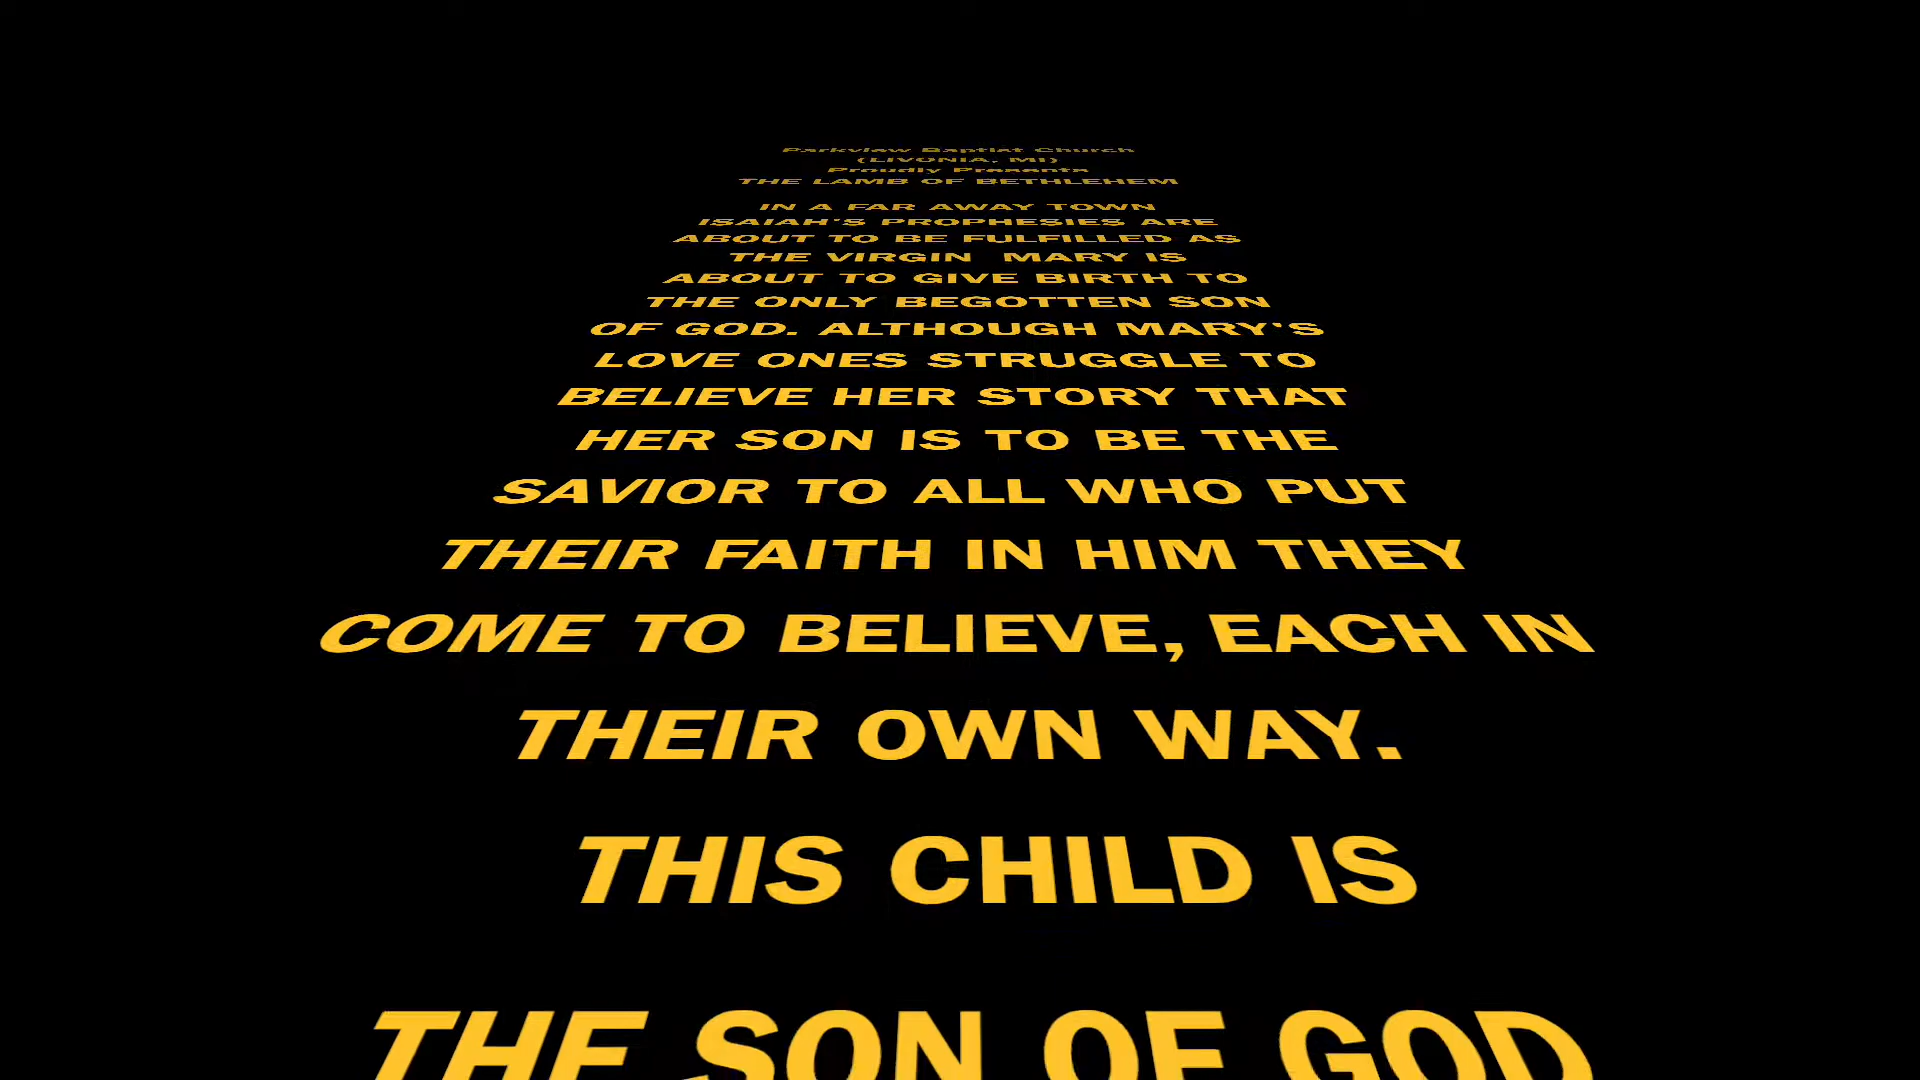 Parkview Baptist Church
(LIVONIA, MI)
Proudly Presents
THE LAMB OF BETHLEHEM
IN A FAR AWAY TOWN
ISAIAH'S PROPHESIES ARE
ABOUT TO BE FULFILLED AS
THE VIRGIN MARY IS
ABOUT TO GIVE BIRTH TO
THE ONLY BEGOTTEN SON
OF GOD. ALTHOUGH MARY'S
LOVE ONES STRUGGLE TO
BELIEVE HER STORY THAT
HER SON IS TO BE THE
SAVIOR TO ALL WHO PUT
THEIR FAITH IN HIM THEY
COME TO BELIEVE, EACH IN
THEIR OWN WAY.
THIS CHILD IS
THE SON OF GOD